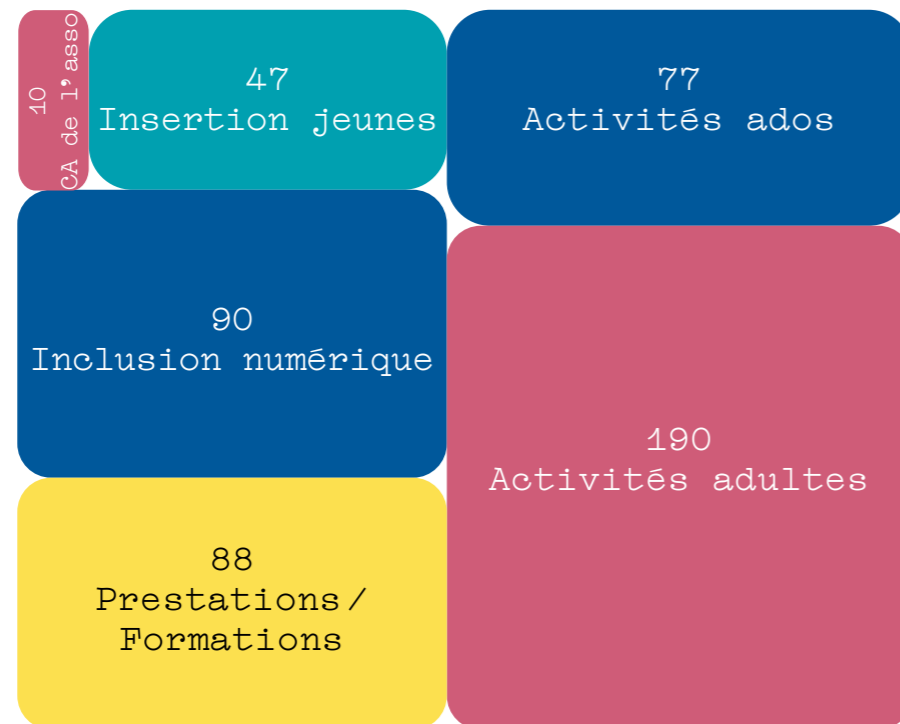 10
CA de l'asso
47
Insertion jeunes
77
Activités ados
90
Inclusion numérique
190
Activités adultes
88
Prestations/
Formations